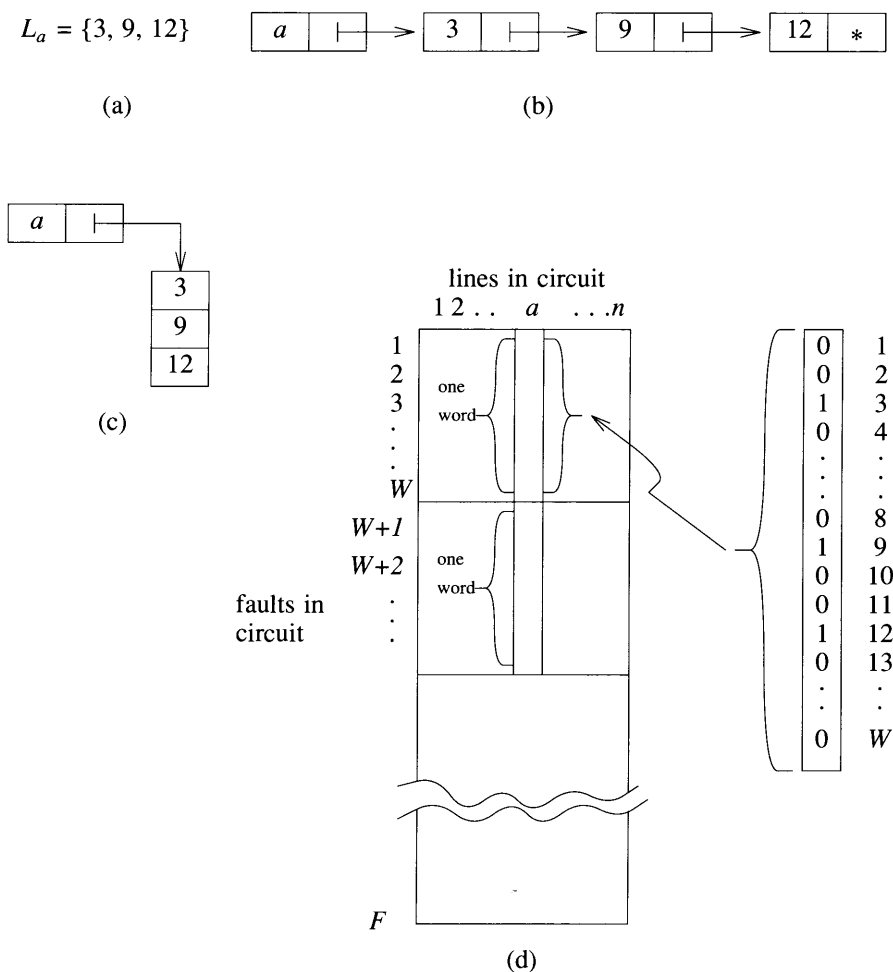 L_a = {3, 9, 12}
a 3 9 12 *
(a)
(b)
a
3
9
12
(c)
lines in circuit
1 2 . . a . . . n
1
2
3
.
.
.
W
W+1
W+2
.
.
.
F
faults in
circuit
one
word
one
word
0 1
0 2
1 3
0 4
. .
. .
. .
0 8
1 9
0 10
0 11
1 12
0 13
. .
. .
0 W
(d)